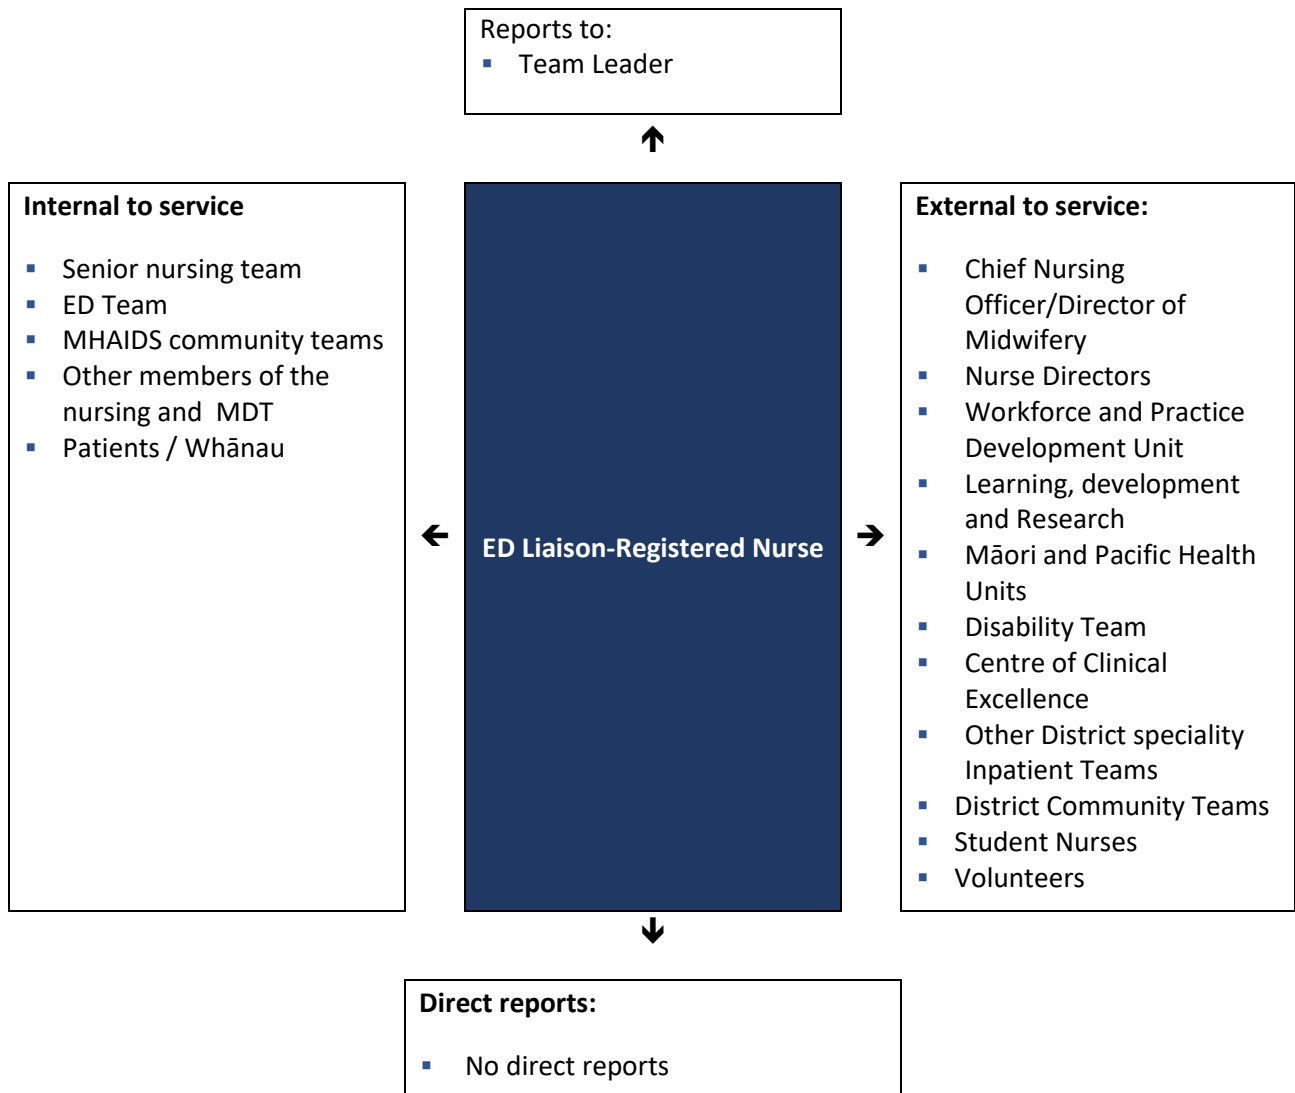 Reports to:
▪ Team Leader
Internal to service
▪ Senior nursing team
▪ ED Team
▪ MHAIDS community teams
▪ Other members of the
nursing and MDT
▪ Patients / Whānau
ED Liaison-Registered Nurse
External to service:
▪ Chief Nursing
Officer/Director of
Midwifery
▪ Nurse Directors
▪ Workforce and Practice
Development Unit
▪ Learning, development
and Research
▪ Māori and Pacific Health
Units
▪ Disability Team
▪ Centre of Clinical
Excellence
▪ Other District speciality
Inpatient Teams
▪ District Community Teams
▪ Student Nurses
▪ Volunteers
Direct reports:
▪ No direct reports